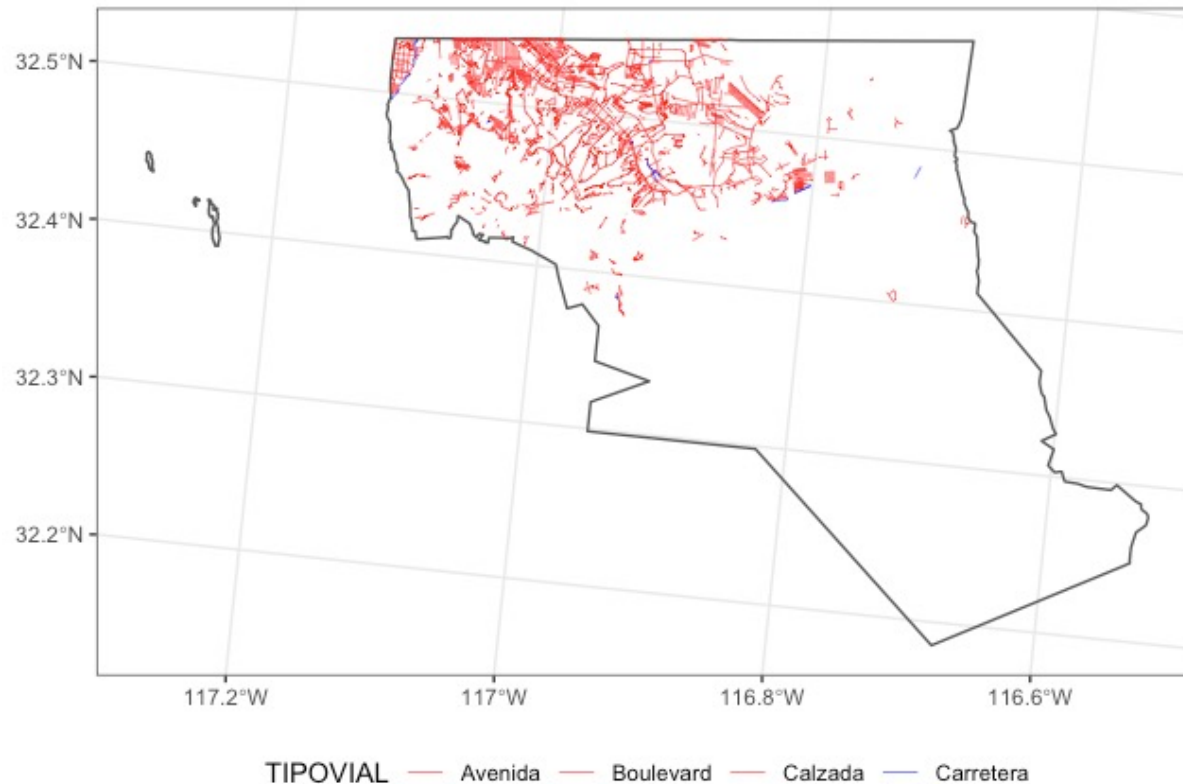 32.5°N
32.4°N
32.3°N
32.2°N
117.2°W 117°W 116.8°W 116.6°W
TIPOVIAL Avenida Boulevard Calzada Carretera